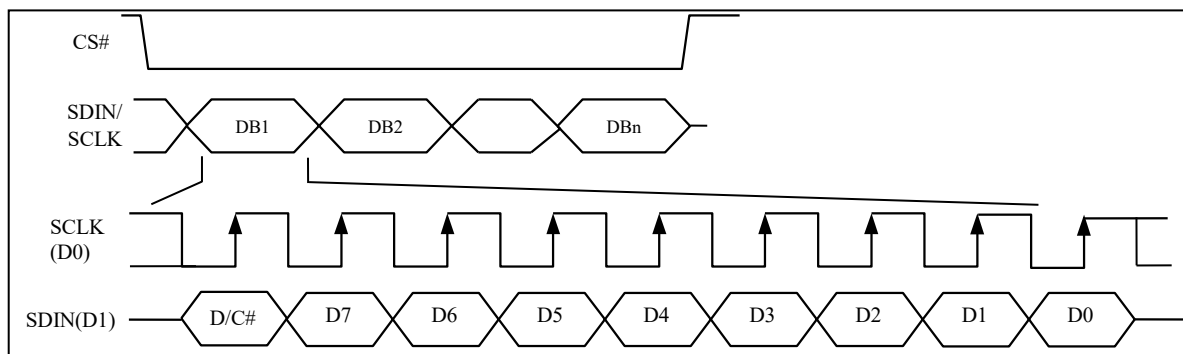 CS#
SDIN/
SCLK
DB1 DB2 DBn
SCLK
(D0)
SDIN(D1) D/C# D7 D6 D5 D4 D3 D2 D1 D0